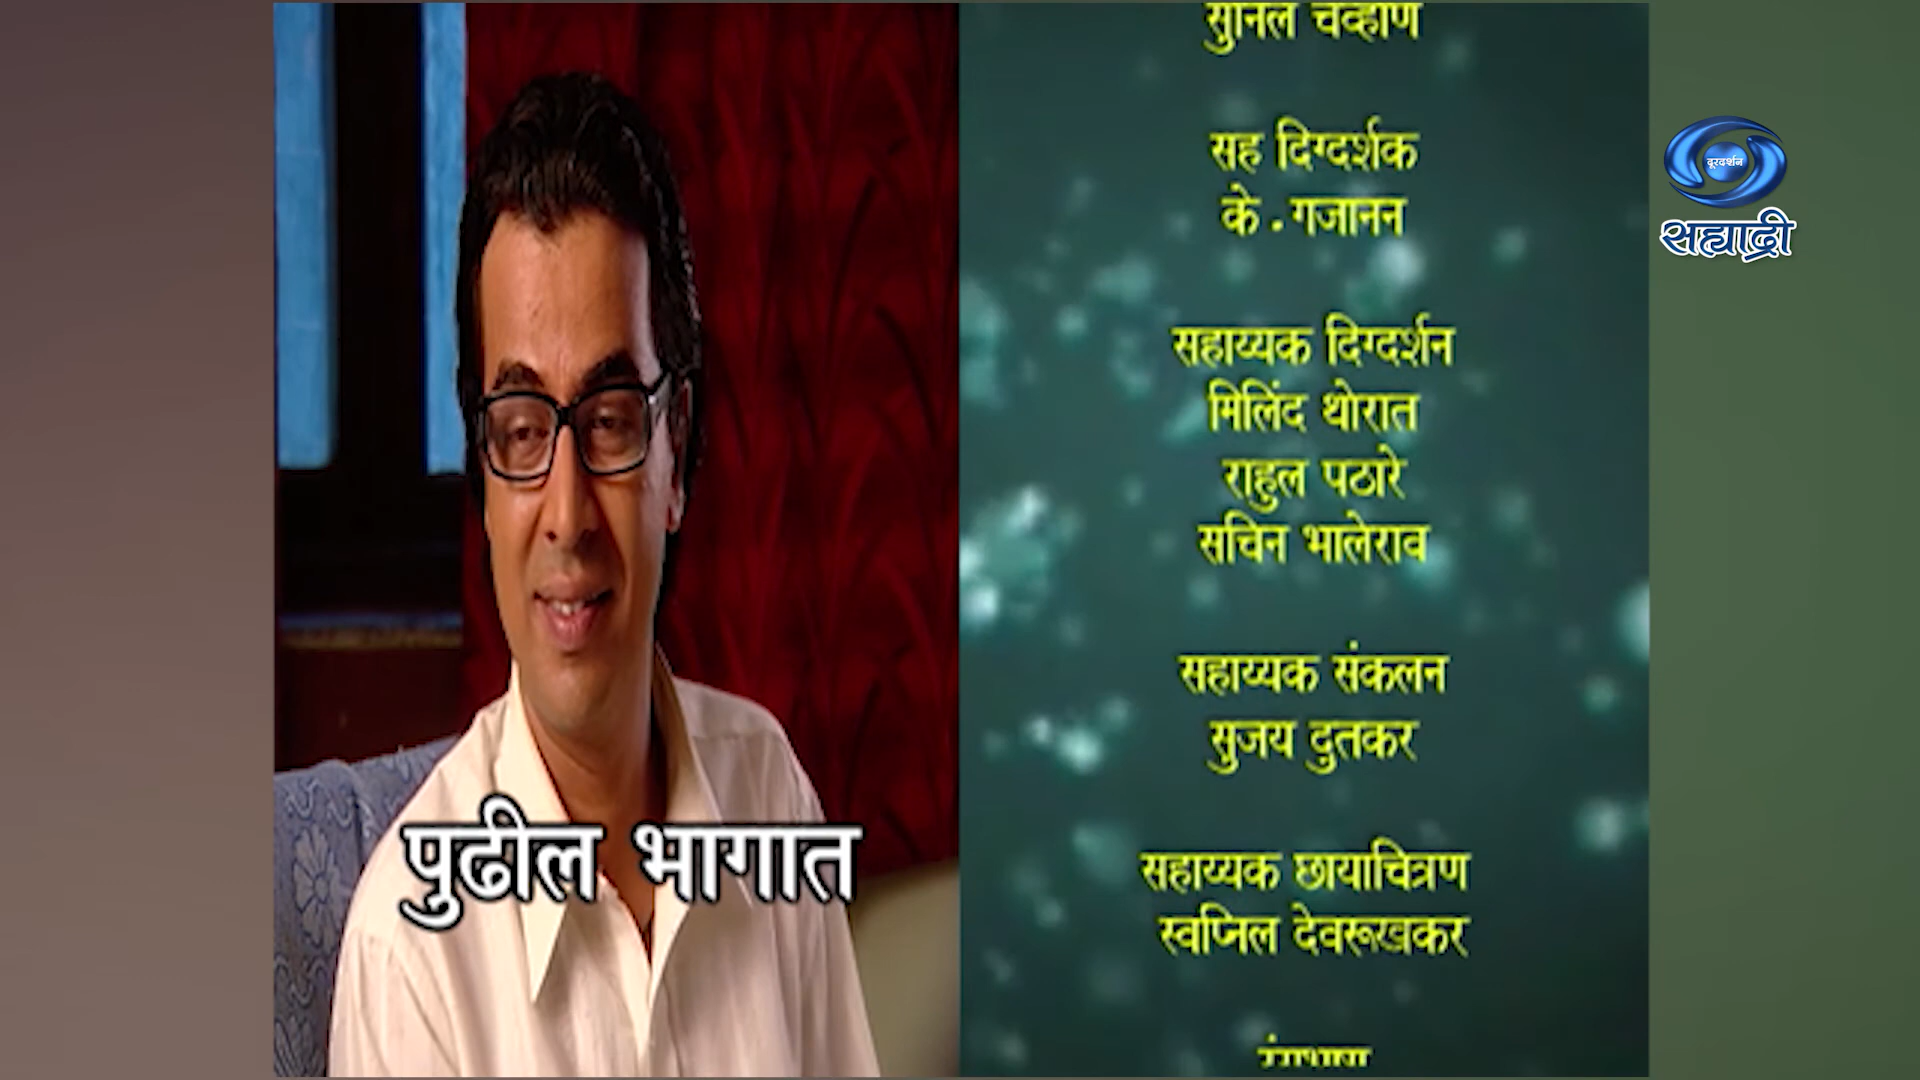 पुढील भागात
सुनिल चव्हाण
सह दिग्दर्शक
के . गजानन
सहाय्यक दिग्दर्शन
मिलिंद थोरात
राहुल पठारे
सचिन भालेराव
सहाय्यक संकलन
सुजय दुतकर
सहाय्यक छायाचित्रण
स्वप्निल देवरूखकर
दूरदर्शन
सह्याद्री